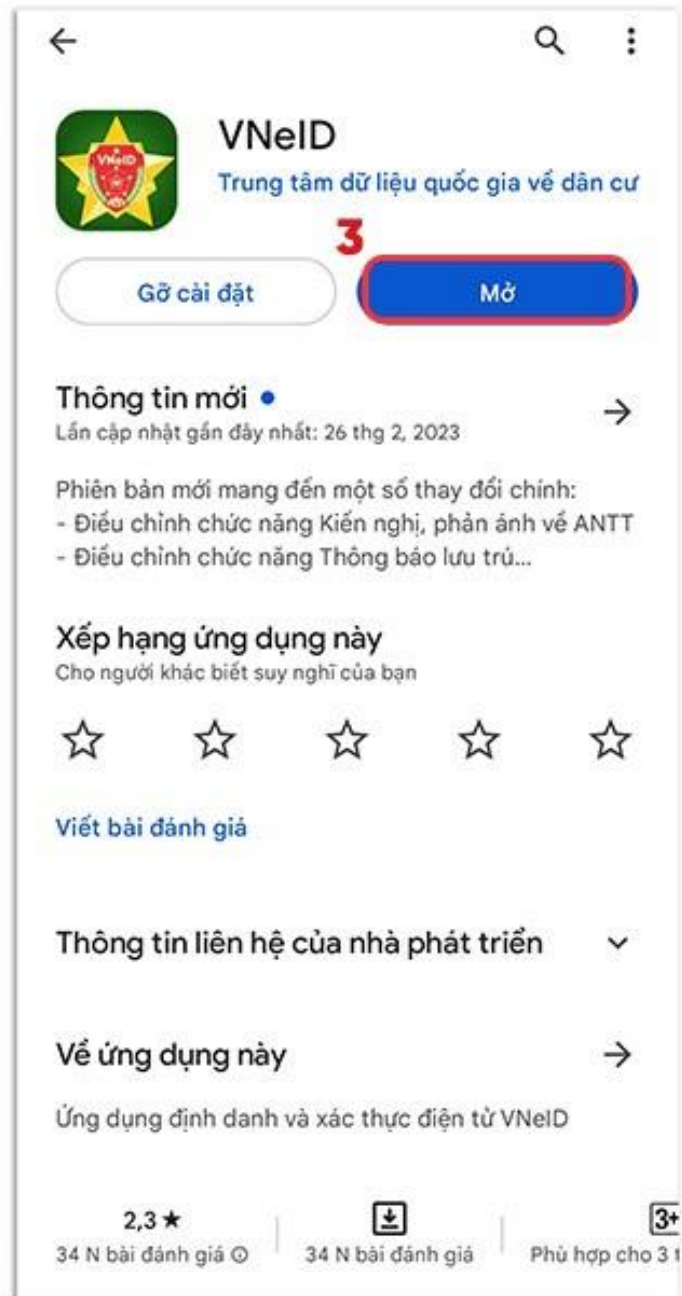 VNeID
VNeID
Trung tâm dữ liệu quốc gia về dân cư
3
Gỡ cài đặt
Mở
Thông tin mới
Lần cập nhật gần đây nhất: 26 thg 2, 2023
Phiên bản mới mang đến một số thay đổi chính:
- Điều chỉnh chức năng Kiến nghị, phản ánh về ANTT
- Điều chỉnh chức năng Thông báo lưu trú...
Xếp hạng ứng dụng này
Cho người khác biết suy nghĩ của bạn
Viết bài đánh giá
Thông tin liên hệ của nhà phát triển
Về ứng dụng này
Ứng dụng định danh và xác thực điện tử VNeID
2,3 ★
3+
34 N bài đánh giá
34 N bài đánh giá
Phù hợp cho 3 t